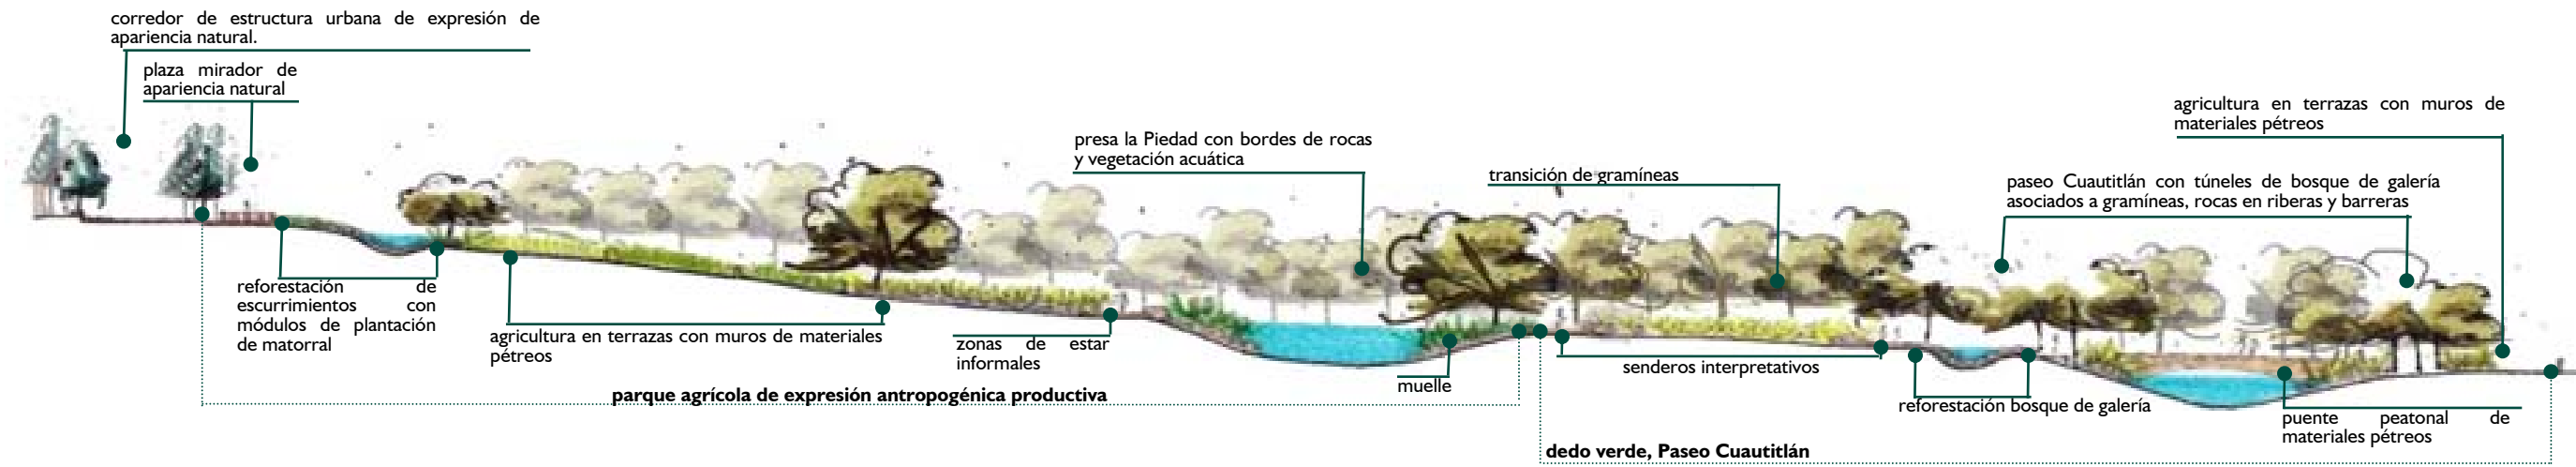 corredor de estructura urbana de expresión de
apariencia natural.
plaza mirador de
apariencia natural
reforestación de
escurrimientos con
módulos de plantación
de matorral
agricultura en terrazas con muros de materiales
pétreos
zonas de estar
informales
parque agrícola de expresión antropogénica productiva
presa la Piedad con bordes de rocas
y vegetación acuática
muelle
transición de gramíneas
senderos interpretativos
dedo verde, Paseo Cuautitlán
agricultura en terrazas con muros de
materiales pétreos
paseo Cuautitlán con túneles de bosque de galería
asociados a gramíneas, rocas en riberas y barreras
reforestación bosque de galería
puente peatonal de
materiales pétreos